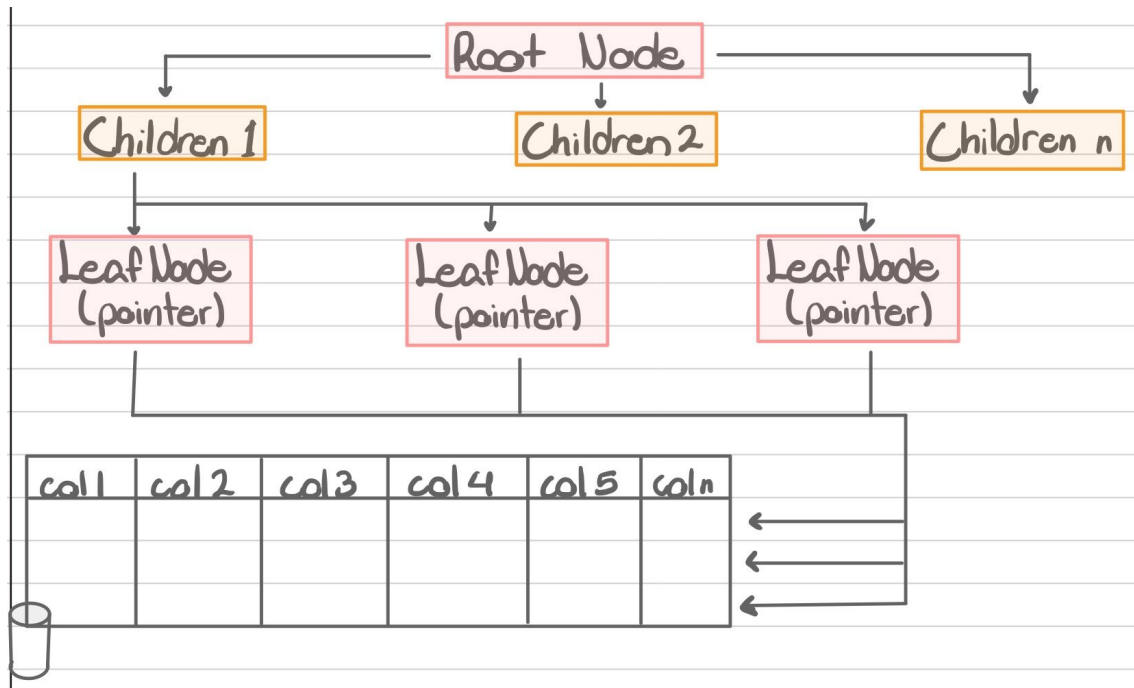 Root Node
Children 1
Children 2
Children n
Leaf Node
(pointer)
Leaf Node
(pointer)
Leaf Node
(pointer)
col1 col2 col3 col4 col5 coln